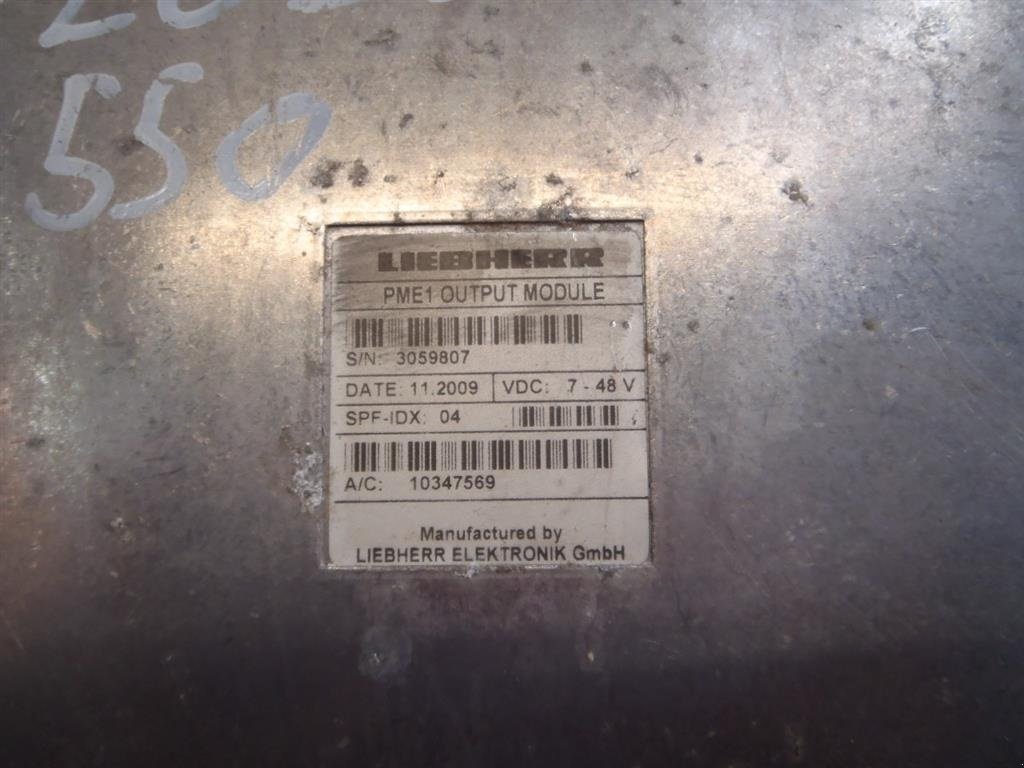 550
LIEBHERR
PME1 OUTPUT MODULE
S/N: 3059807
DATE: 11.2009 VDC: 7 - 48 V
SPF-IDX: 04
A/C: 10347569
Manufactured by
LIEBHERR ELEKTRONIK GmbH